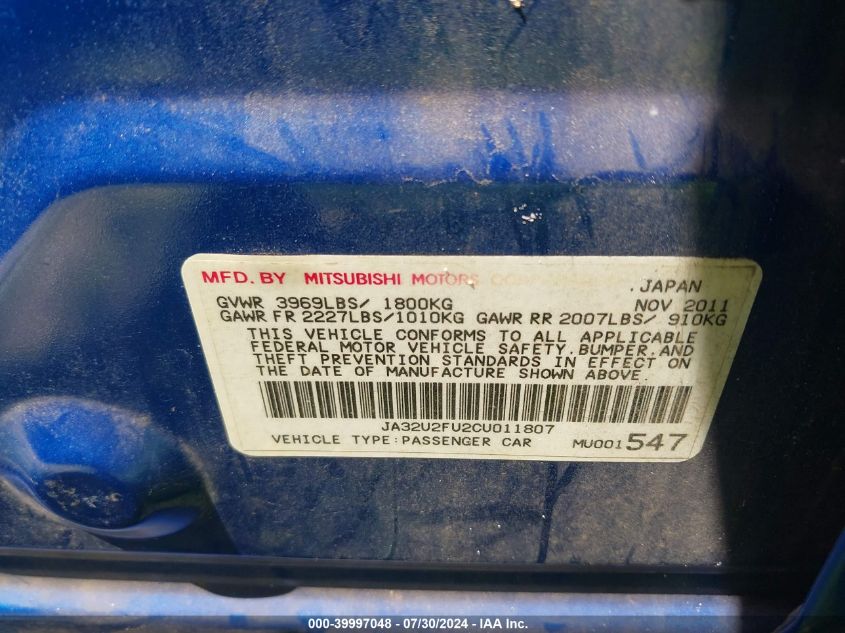 MFD. BY MITSUBISHI MOTORS CORP
.JAPAN
GVWR 3969LBS/ 1800KG NOV 2011
GAWR FR 2227LBS/1010KG GAWR RR 2007LBS/ 910KG
THIS VEHICLE CONFORMS TO ALL APPLICABLE
FEDERAL MOTOR VEHICLE SAFETY.BUMPER.AND
THEFT PREVENTION STANDARDS IN EFFECT ON
THE DATE OF MANUFACTURE SHOWN ABOVE.
JA32U2FU2CU011807
VEHICLE TYPE:PASSENGER CAR MU001547
000-39997048 - 07/30/2024 - IAA Inc.